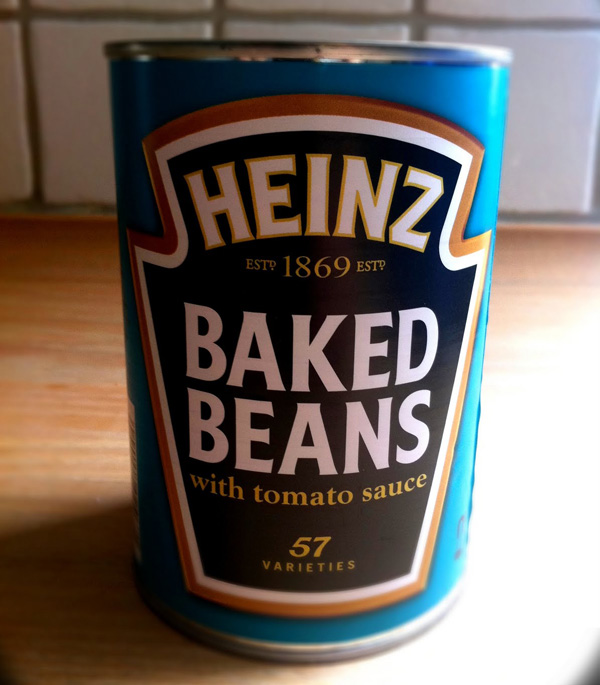 HEINZ
ESTD 1869 ESTD
BAKED
BEANS
with tomato sauce
57
VARIETIES